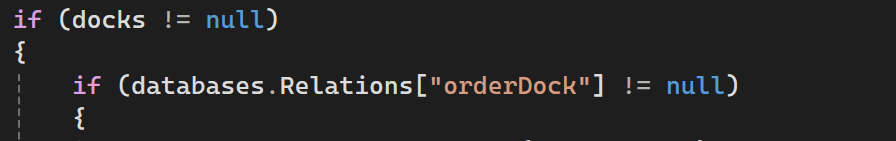 if (docks != null)
{
if (databases.Relations["orderDock"] != null)
{